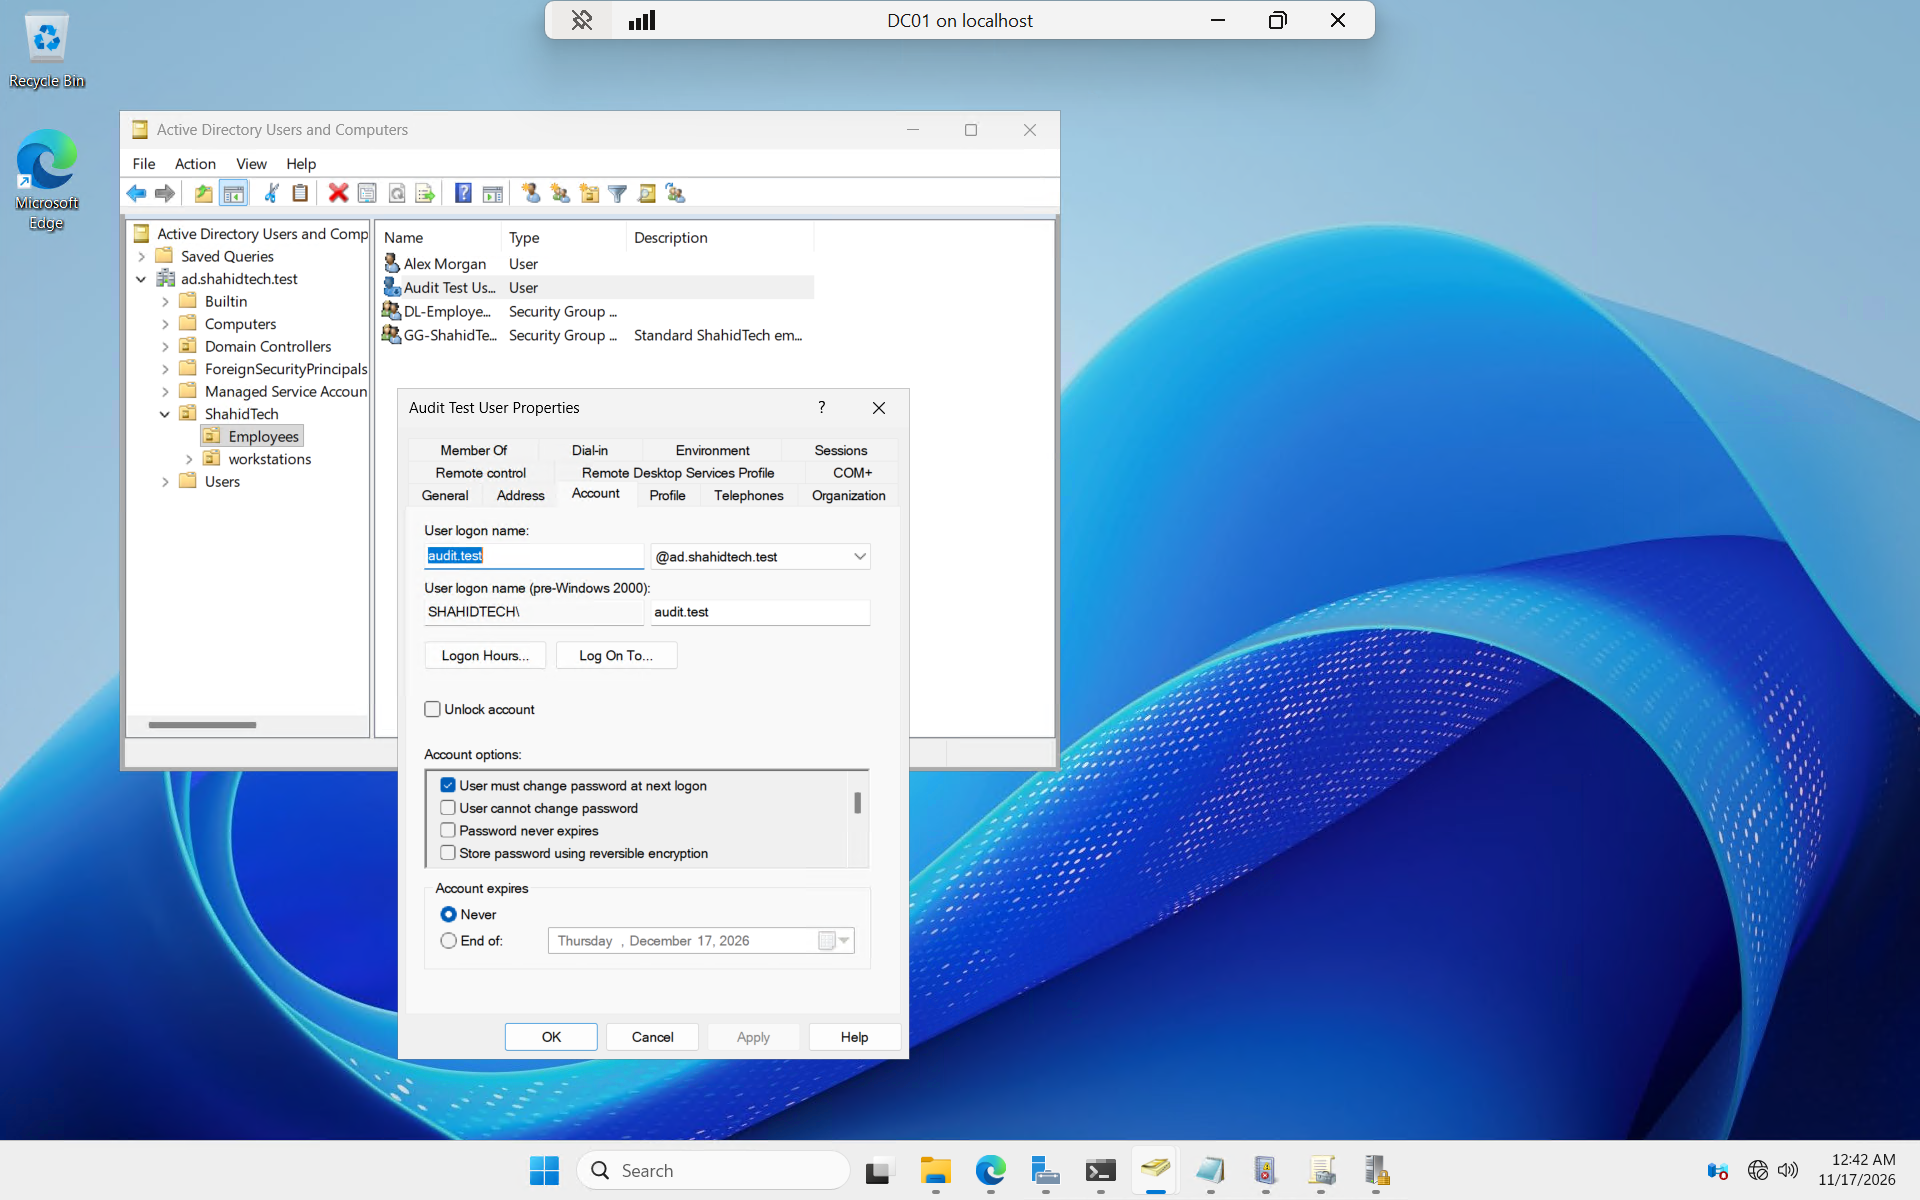 DC01 on localhost
Recycle Bin
Microsoft
Edge
Active Directory Users and Computers
File Action View Help
Active Directory Users and Comp
Saved Queries
ad.shahidtech.test
Builtin
Computers
Domain Controllers
ForeignSecurityPrincipals
Managed Service Accoun
ShahidTech
Employees
workstations
Users
Name Type Description
Alex Morgan User
Audit Test Us... User
DL-Employe... Security Group ...
GG-ShahidTe... Security Group ... Standard ShahidTech em...
Audit Test User Properties
?
Member Of Dial-in Environment Sessions
Remote control Remote Desktop Services Profile COM+
General Address Account Profile Telephones Organization
User logon name:
audit.test @ad.shahidtech.test
User logon name (pre-Windows 2000):
SHAHIDTECH\ audit.test
Logon Hours... Log On To...
Unlock account
Account options:
User must change password at next logon
User cannot change password
Password never expires
Store password using reversible encryption
Account expires
Never
End of: Thursday , December 17, 2026
OK Cancel Apply Help
Search
12:42 AM
11/17/2026